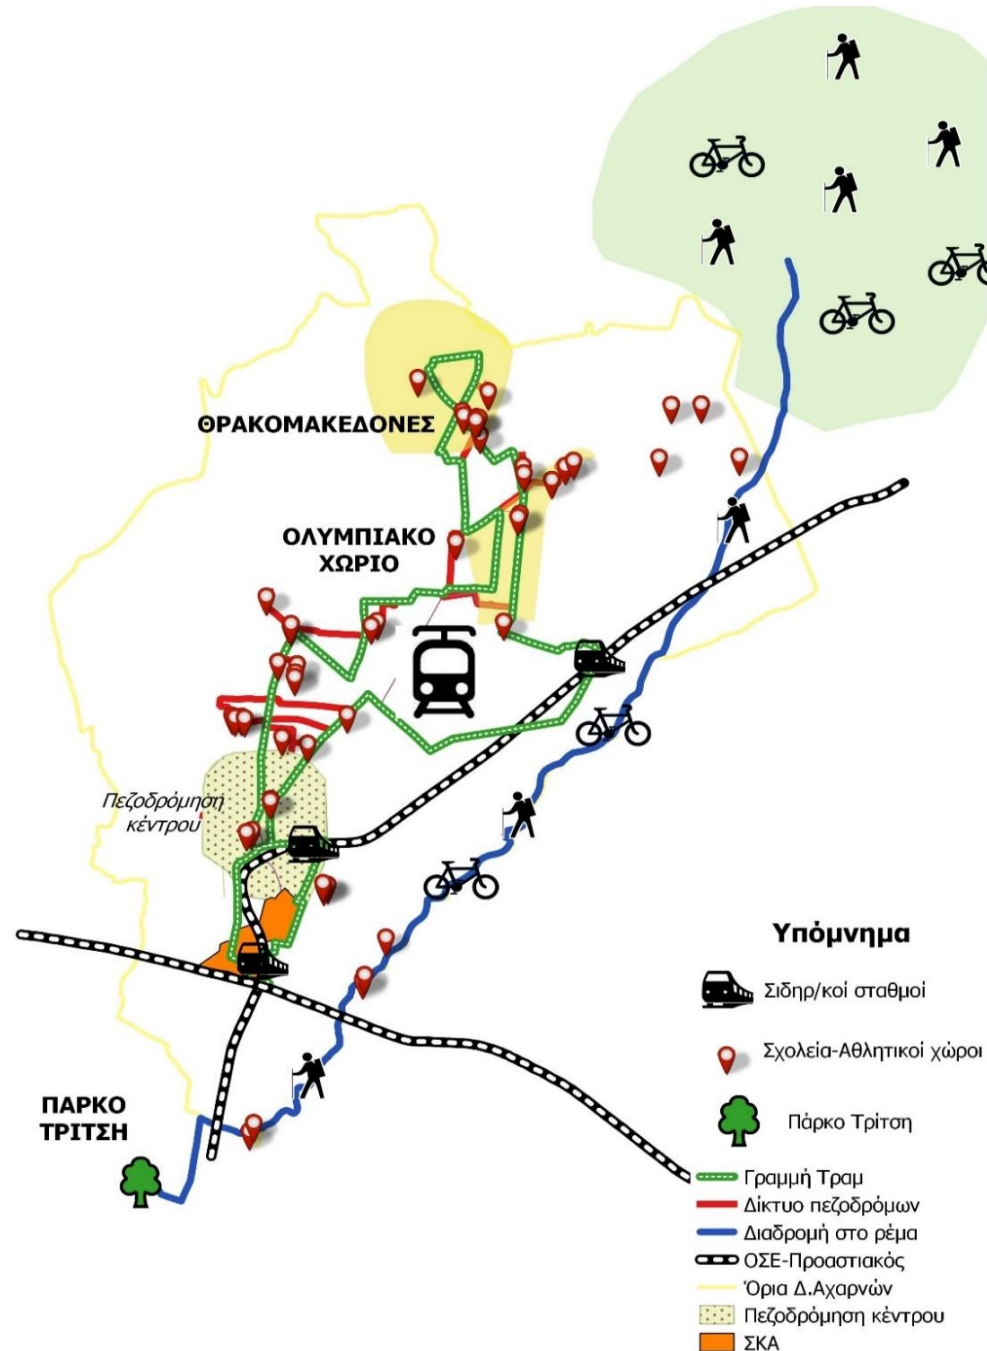 ΘΡΑΚΟΜΑΚΕΔΟΝΕΣ
ΟΛΥΜΠΙΑΚΟ
ΧΩΡΙΟ
Πεζοδρόμηση
κέντρου
ΠΑΡΚΟ
ΤΡΙΤΣΗ
Υπόμνημα
Σιδηρ/κοί σταθμοί
Σχολεία-Αθλητικοί χώροι
Πάρκο Τρίτση
Γραμμή Τραμ
Δίκτυο πεζοδρόμων
Διαδρομή στο ρέμα
ΟΣΕ-Προαστιακός
Όρια Δ.Αχαρνών
Πεζοδρόμηση κέντρου
ΣΚΑ